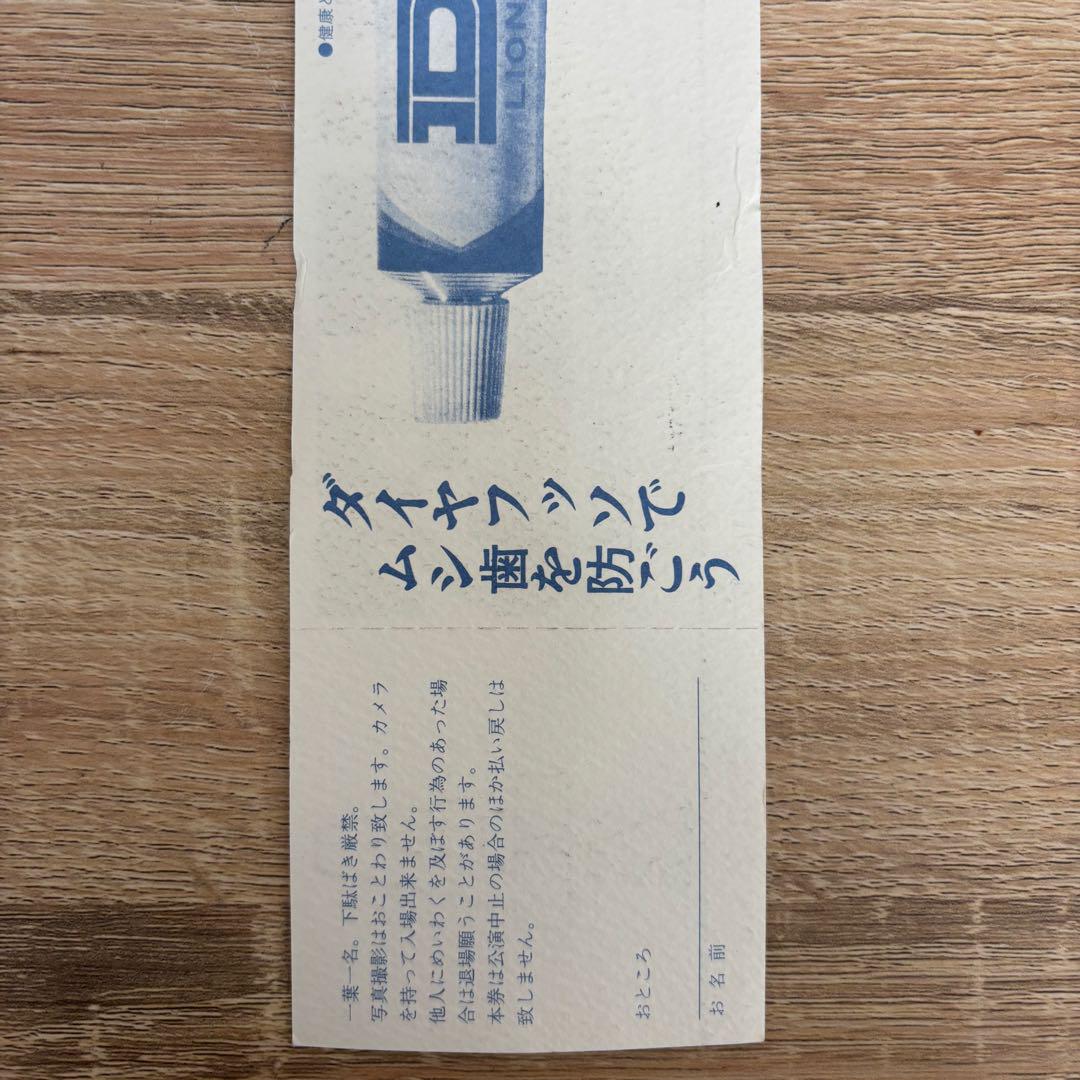 ●健康と
LION
ダイヤフッソで
ムシ歯を防ごう
一葉一名。下駄ばき厳禁。
写真撮影はおことわり致します。カメラ
を持って入場出来ません。
他人にめいわくを及ぼす行為のあった場
合は退場願うことがあります。
本券は公演中止の場合のほか払い戻しは
致しません。
おところ
お名前